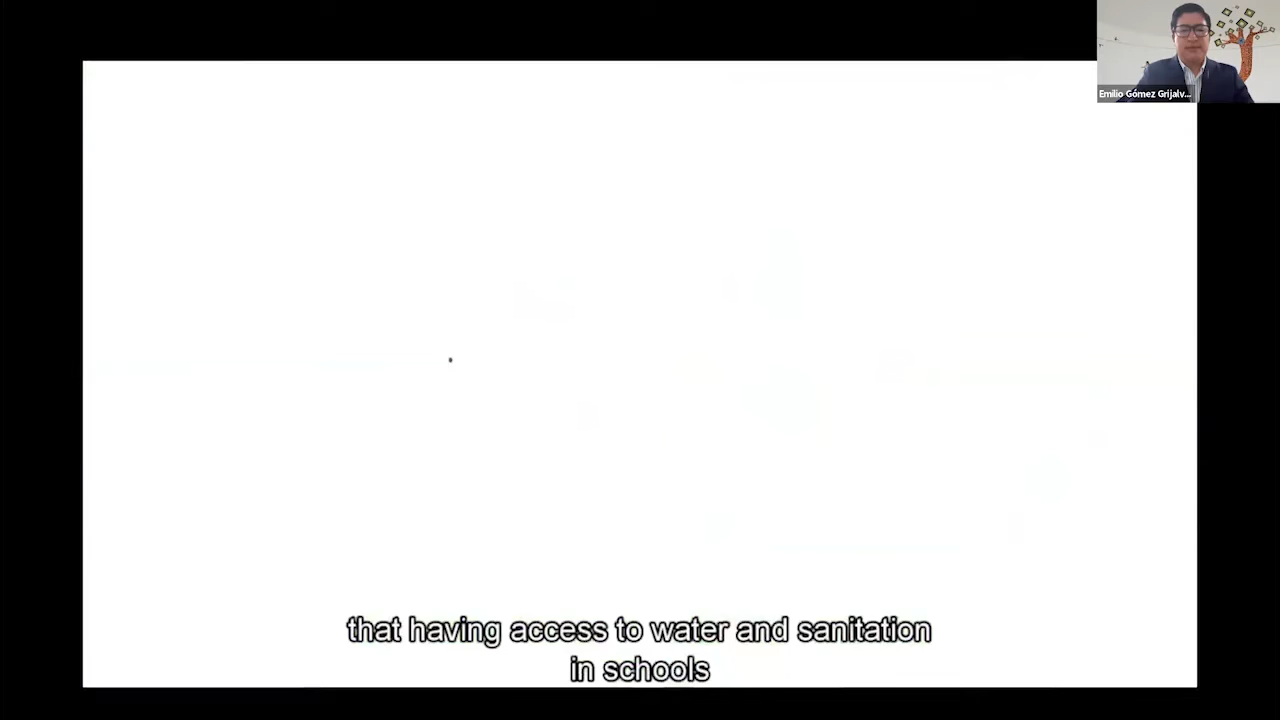 Emilio Gómez Grijalv...
that having access to water and sanitation
in schools